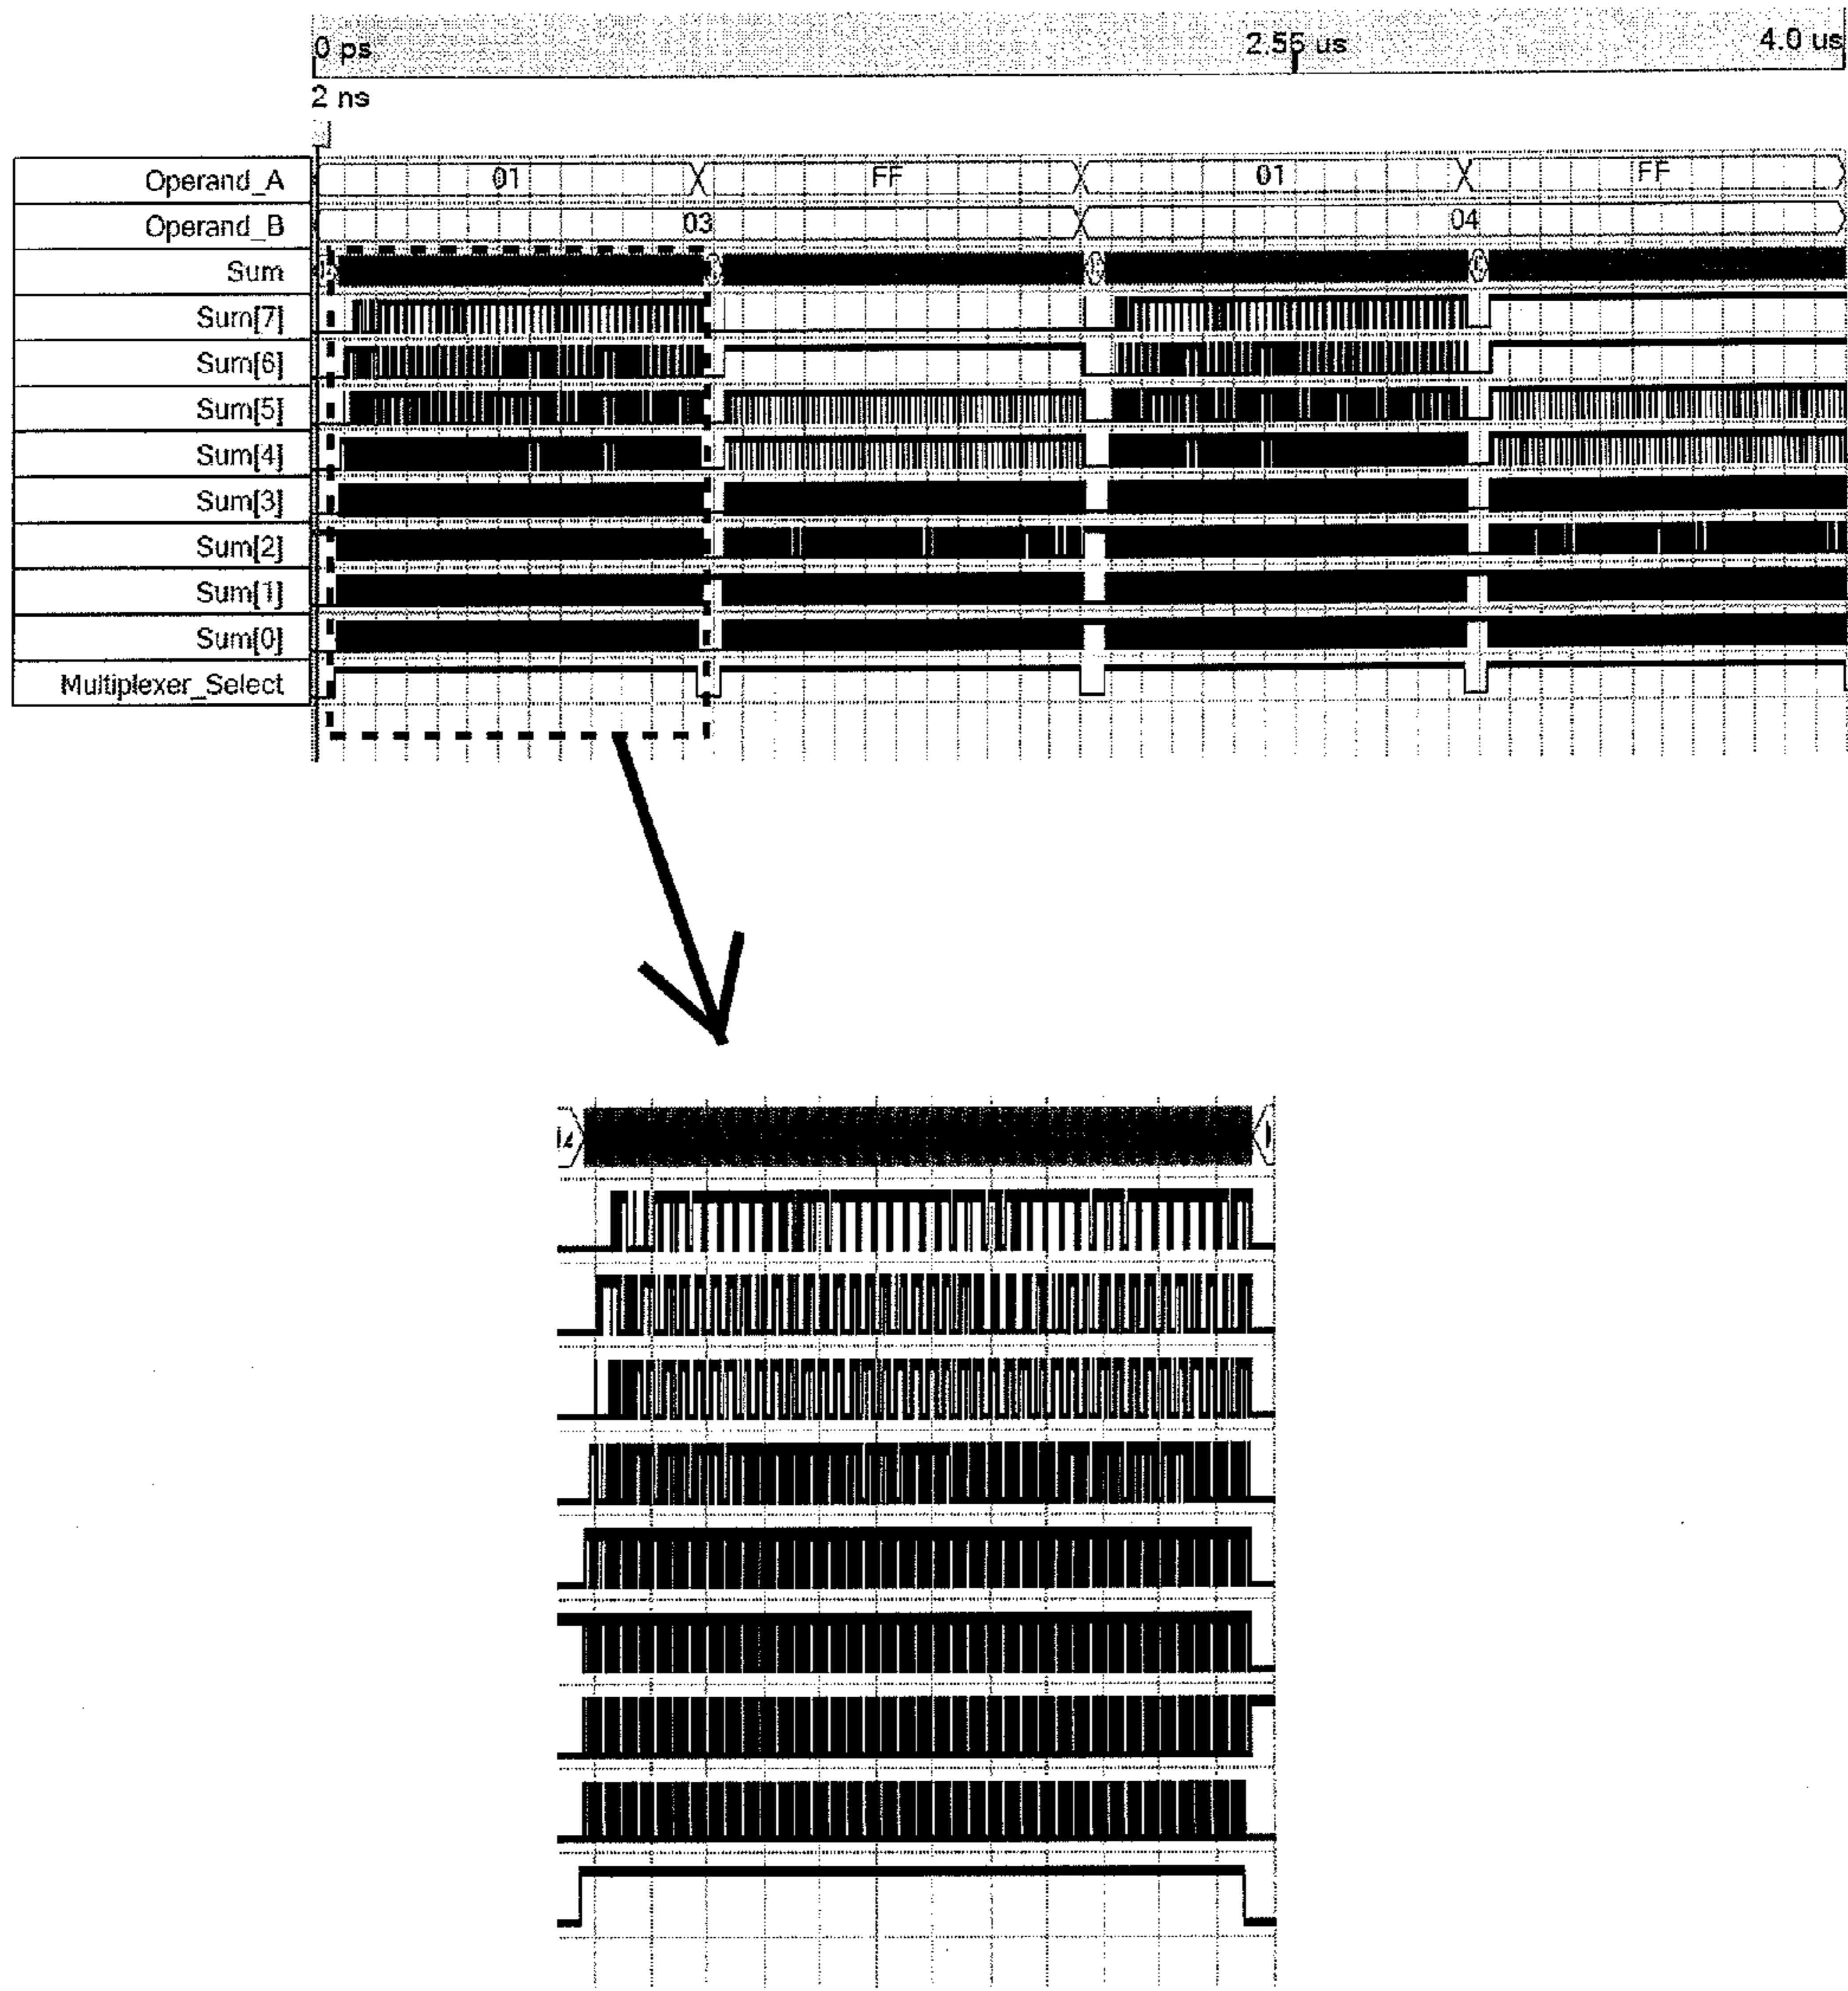 0 ps 2.55 us 4.0 us
2 ns
Operand_A 01 FF 01 FF
Operand_B 03 04
Sum
Sum[7]
Sum[6]
Sum[5]
Sum[4]
Sum[3]
Sum[2]
Sum[1]
Sum[0]
Multiplexer_Select